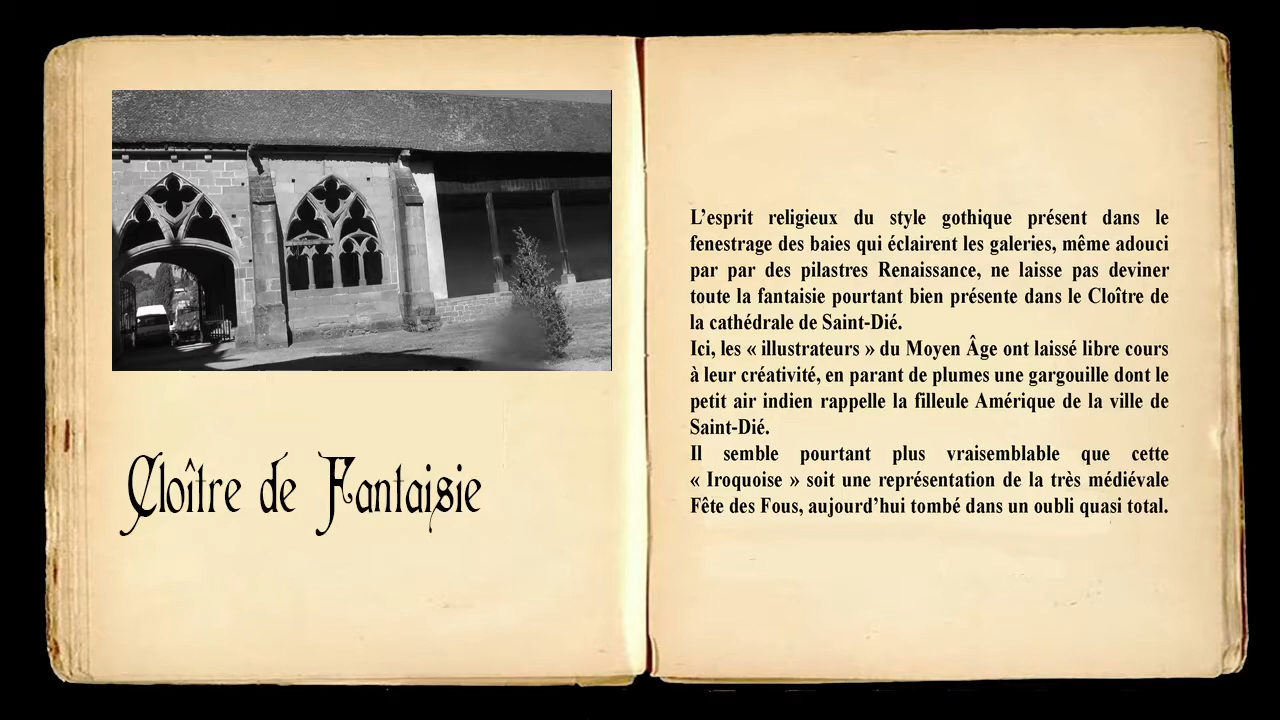 Cloître de Fantaisie
L’esprit religieux du style gothique présent dans le
fenestrage des baies qui éclairent les galeries, même adouci
par par des pilastres Renaissance, ne laisse pas deviner
toute la fantaisie pourtant bien présente dans le Cloître de
la cathédrale de Saint-Dié.
Ici, les « illustrateurs » du Moyen Âge ont laissé libre cours
à leur créativité, en parant de plumes une gargouille dont le
petit air indien rappelle la filleule Amérique de la ville de
Saint-Dié.
Il semble pourtant plus vraisemblable que cette
« Iroquoise » soit une représentation de la très médiévale
Fête des Fous, aujourd’hui tombé dans un oubli quasi total.